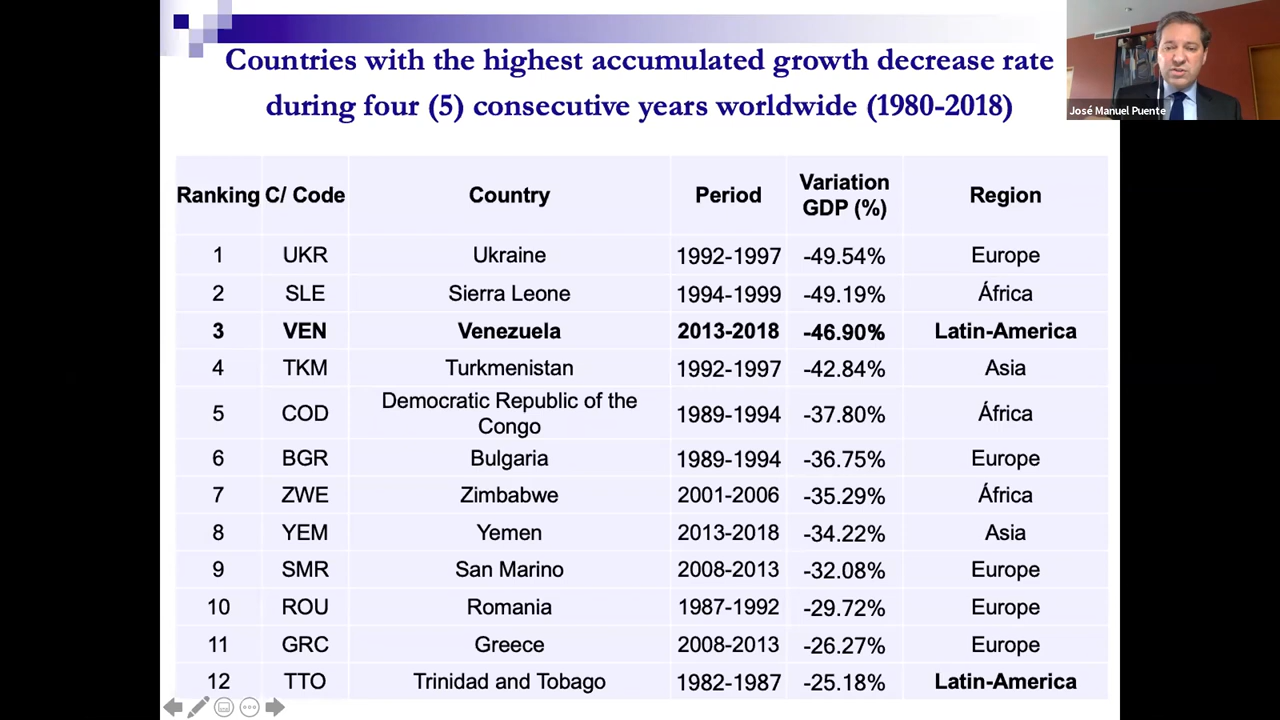 Countries with the highest accumulated growth decrease rate
during four (5) consecutive years worldwide (1980-2018)
José Manuel Puente
Ranking C/ Code Country Period Variation GDP (%) Region
1 UKR Ukraine 1992-1997 -49.54% Europe
2 SLE Sierra Leone 1994-1999 -49.19% África
3 VEN Venezuela 2013-2018 -46.90% Latin-America
4 TKM Turkmenistan 1992-1997 -42.84% Asia
5 COD Democratic Republic of the Congo 1989-1994 -37.80% África
6 BGR Bulgaria 1989-1994 -36.75% Europe
7 ZWE Zimbabwe 2001-2006 -35.29% África
8 YEM Yemen 2013-2018 -34.22% Asia
9 SMR San Marino 2008-2013 -32.08% Europe
10 ROU Romania 1987-1992 -29.72% Europe
11 GRC Greece 2008-2013 -26.27% Europe
12 TTO Trinidad and Tobago 1982-1987 -25.18% Latin-America